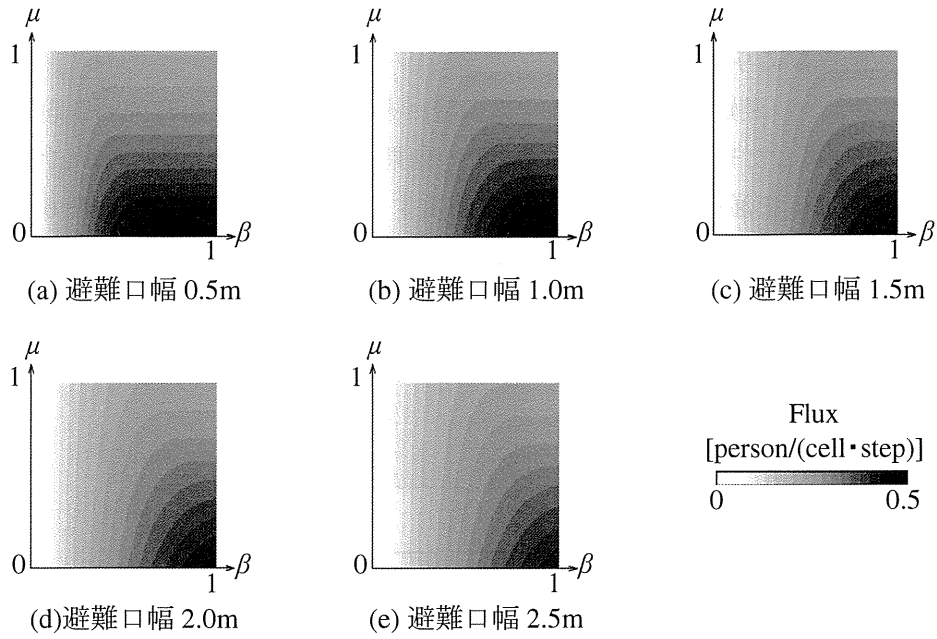 μ
1
0
1
β
(a) 避難口幅 0.5m
μ
1
0
1
β
(b) 避難口幅 1.0m
μ
1
0
1
β
(c) 避難口幅 1.5m
μ
1
0
1
β
(d)避難口幅 2.0m
μ
1
0
1
β
(e) 避難口幅 2.5m
Flux
[person/(cell・step)]
0 0.5